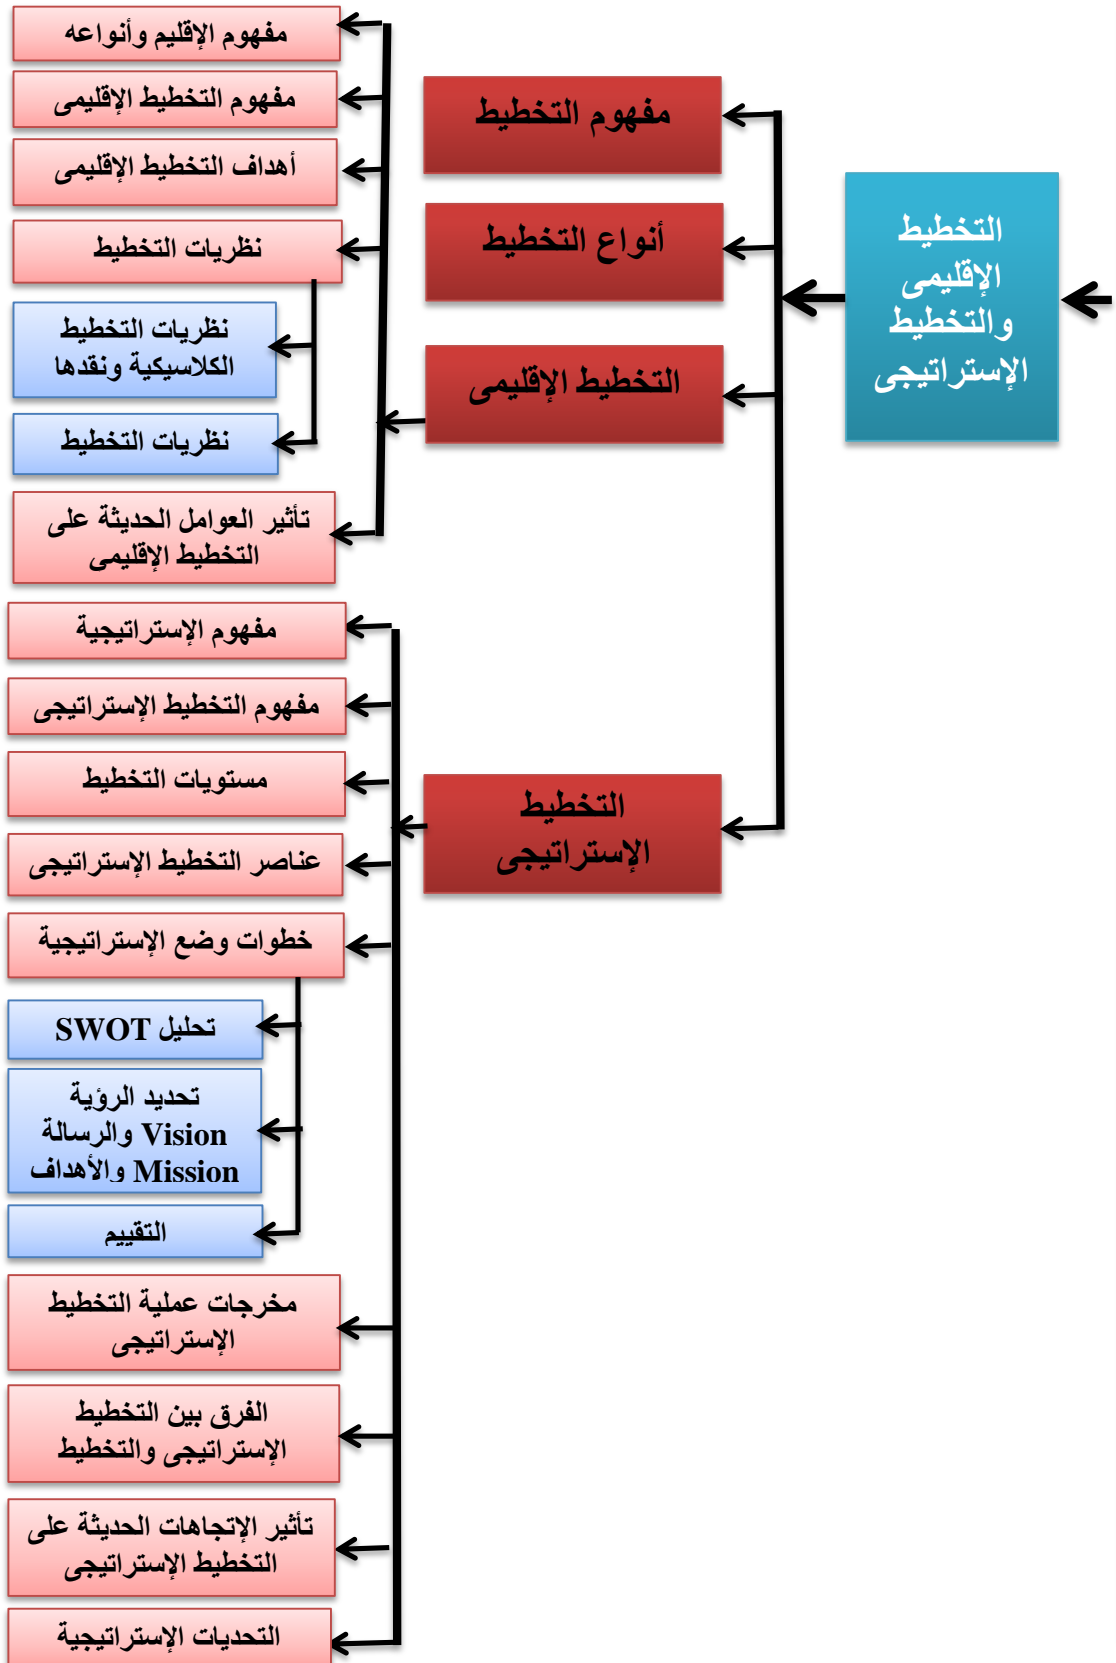 التخطيط
الإقليمى
والتخطيط
الإستراتيجى
مفهوم التخطيط
أنواع التخطيط
التخطيط الإقليمى
التخطيط
الإستراتيجى
مفهوم الإقليم وأنواعه
مفهوم التخطيط الإقليمى
أهداف التخطيط الإقليمى
نظريات التخطيط
نظريات التخطيط
الكلاسيكية ونقدها
نظريات التخطيط
تأثير العوامل الحديثة على
التخطيط الإقليمى
مفهوم الإستراتيجية
مفهوم التخطيط الإستراتيجى
مستويات التخطيط
عناصر التخطيط الإستراتيجى
خطوات وضع الإستراتيجية
تحليل SWOT
تحديد الرؤية
Vision والرسالة
Mission والأهداف
التقييم
مخرجات عملية التخطيط
الإستراتيجى
الفرق بين التخطيط
الإستراتيجى والتخطيط
تأثير الإتجاهات الحديثة على
التخطيط الإستراتيجى
التحديات الإستراتيجية